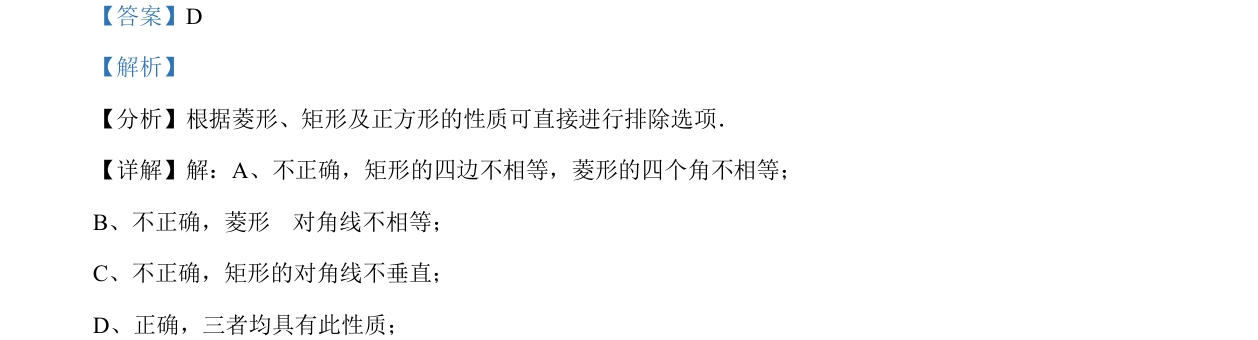 【答案】D
【解析】
【分析】根据菱形、矩形及正方形的性质可直接进行排除选项．
【详解】解：A、不正确，矩形的四边不相等，菱形的四个角不相等；
B、不正确，菱形　对角线不相等；
C、不正确，矩形的对角线不垂直；
D、正确，三者均具有此性质；